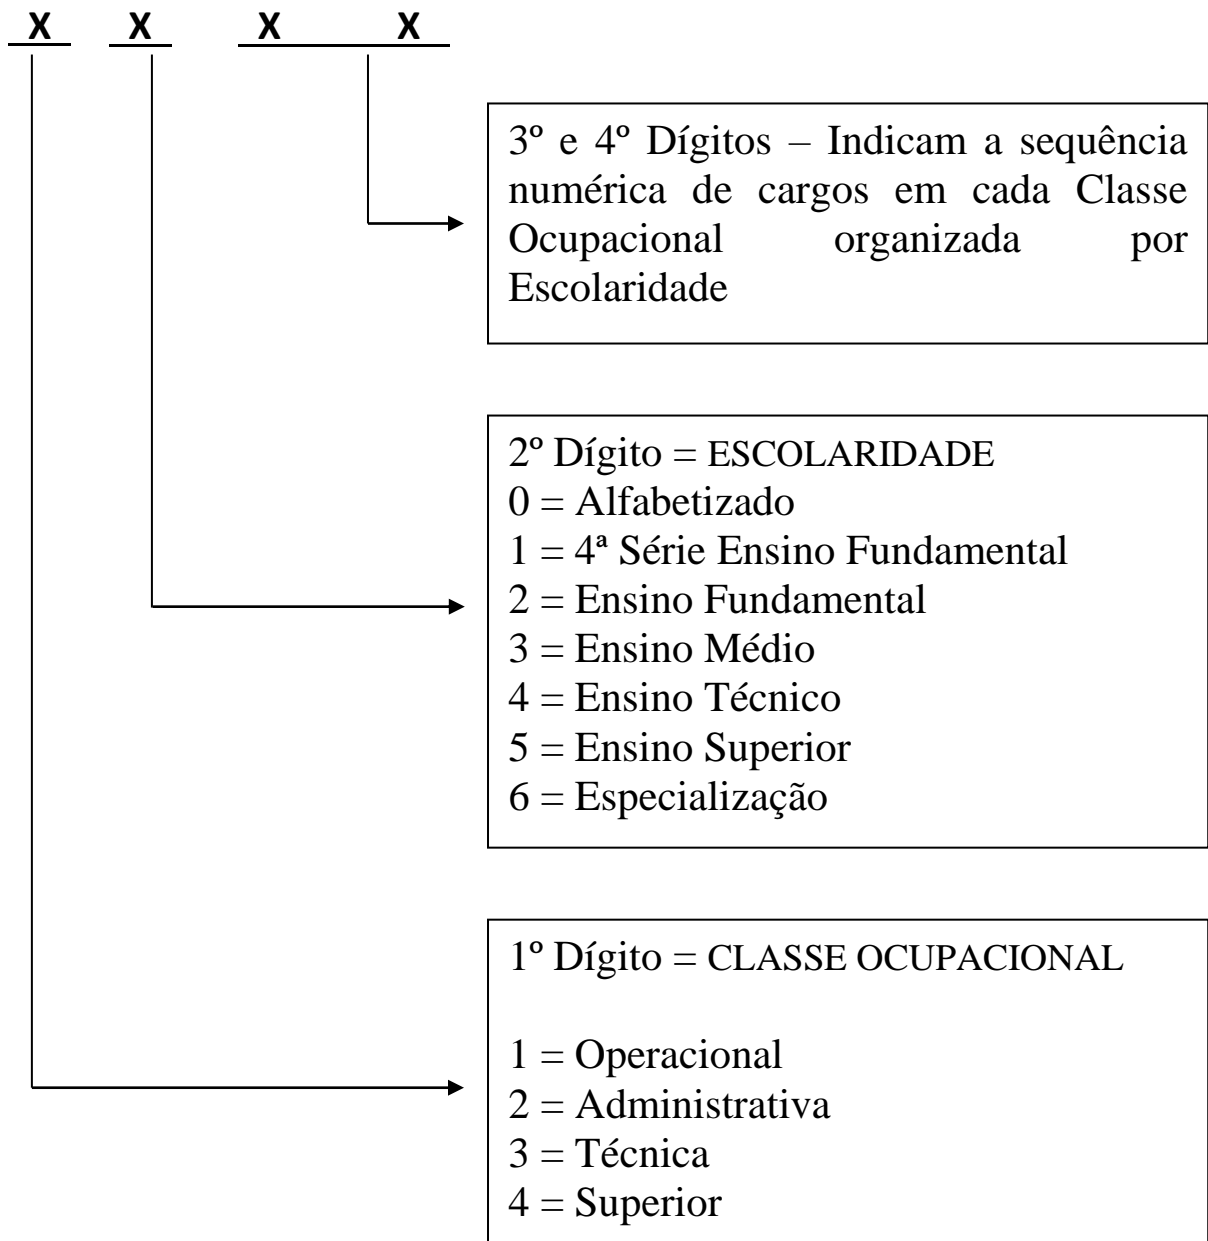 X X X X
3º e 4º Dígitos – Indicam a sequência
numérica de cargos em cada Classe
Ocupacional organizada por
Escolaridade
2º Dígito = ESCOLARIDADE
0 = Alfabetizado
1 = 4ª Série Ensino Fundamental
2 = Ensino Fundamental
3 = Ensino Médio
4 = Ensino Técnico
5 = Ensino Superior
6 = Especialização
1º Dígito = CLASSE OCUPACIONAL
1 = Operacional
2 = Administrativa
3 = Técnica
4 = Superior